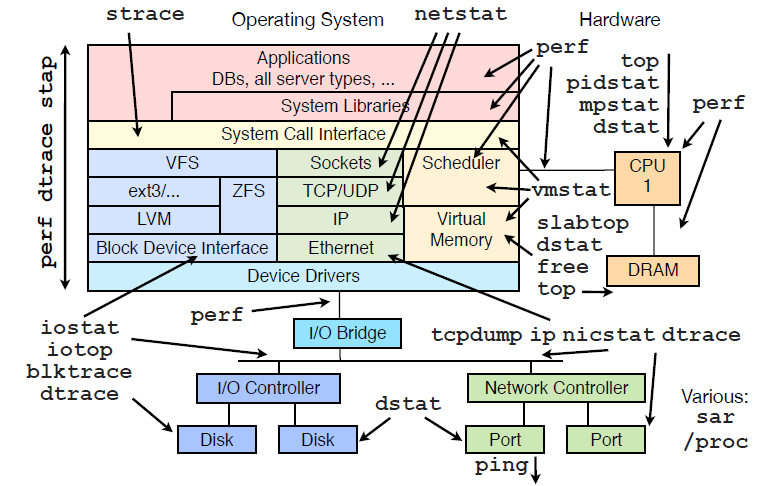 strace
Operating System
netstat
Hardware
perf dtrace stap
Applications
DBs, all server types, ...
System Libraries
System Call Interface
perf
top
pidstat
mpstat
dstat
perf
VFS
Sockets
Scheduler
CPU
1
ext3/...
ZFS
TCP/UDP
vmstat
LVM
IP
Virtual
Memory
slabtop
dstat
free
top
Block Device Interface
Ethernet
DRAM
Device Drivers
perf
I/O Bridge
iostat
iotop
blktrace
dtrace
tcpdump ip nicstat dtrace
I/O Controller
Network Controller
dstat
Various:
sar
/proc
Disk
Disk
Port
Port
ping